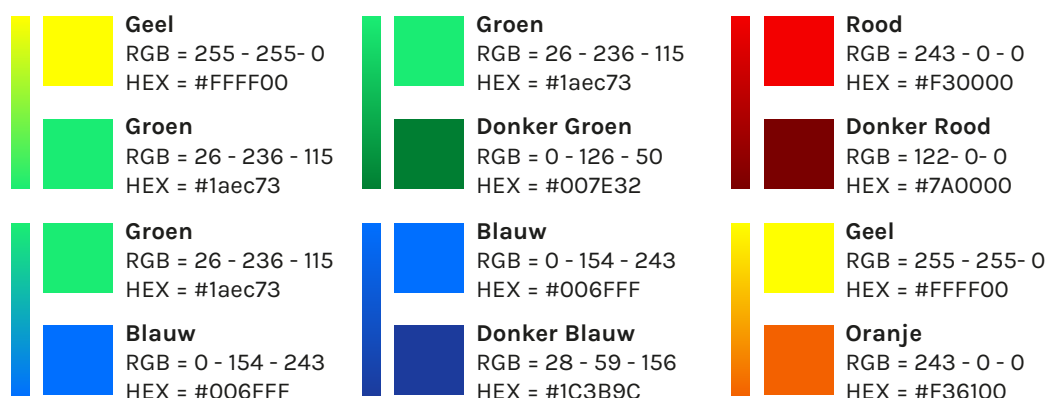 Geel
RGB = 255 - 255- 0
HEX = #FFFF00
Groen
RGB = 26 - 236 - 115
HEX = #1aec73
Groen
RGB = 26 - 236 - 115
HEX = #1aec73
Donker Groen
RGB = 0 - 126 - 50
HEX = #007E32
Rood
RGB = 243 - 0 - 0
HEX = #F30000
Donker Rood
RGB = 122- 0- 0
HEX = #7A0000
Groen
RGB = 26 - 236 - 115
HEX = #1aec73
Blauw
RGB = 0 - 154 - 243
HEX = #006FFF
Blauw
RGB = 0 - 154 - 243
HEX = #006FFF
Donker Blauw
RGB = 28 - 59 - 156
HEX = #1C3B9C
Geel
RGB = 255 - 255- 0
HEX = #FFFF00
Oranje
RGB = 243 - 0 - 0
HEX = #F36100